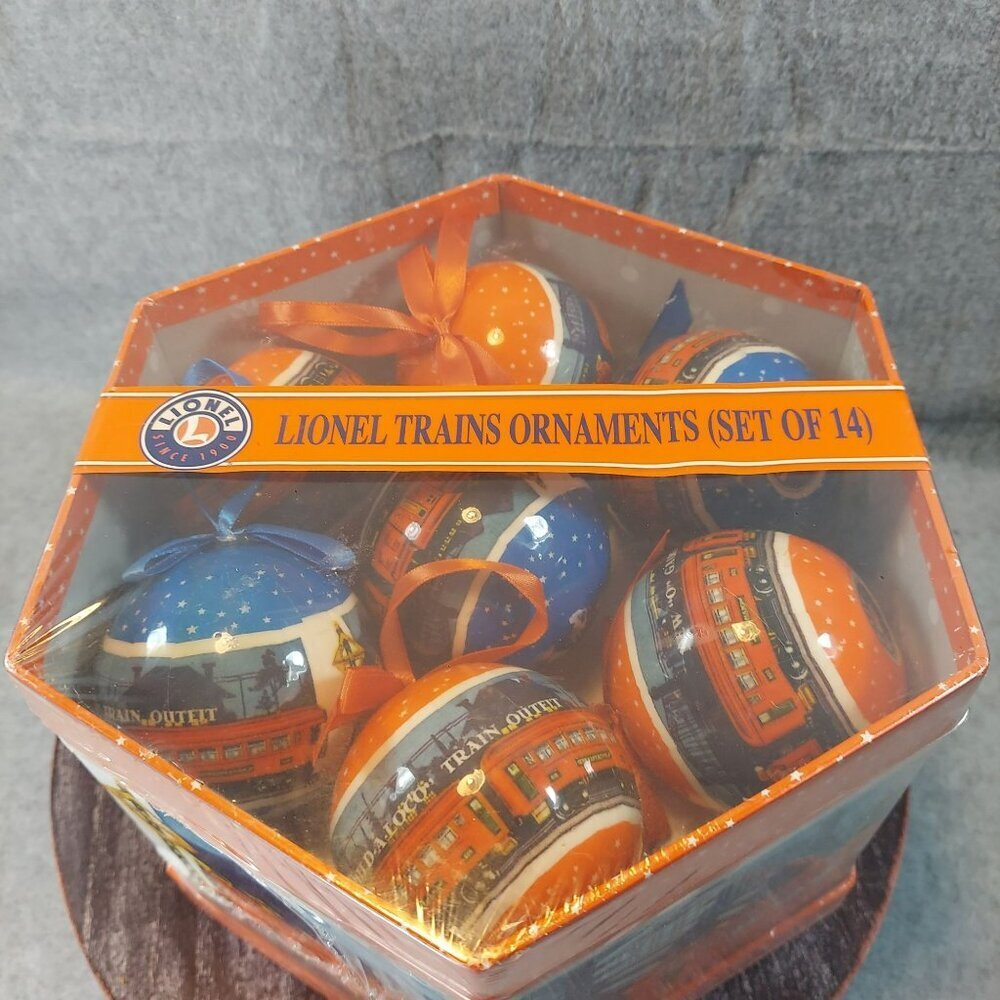 LIONEL
L
SINCE 1900
LIONEL TRAINS ORNAMENTS (SET OF 14)
TRAIN OUTFIT
TRAIN OUTFIT